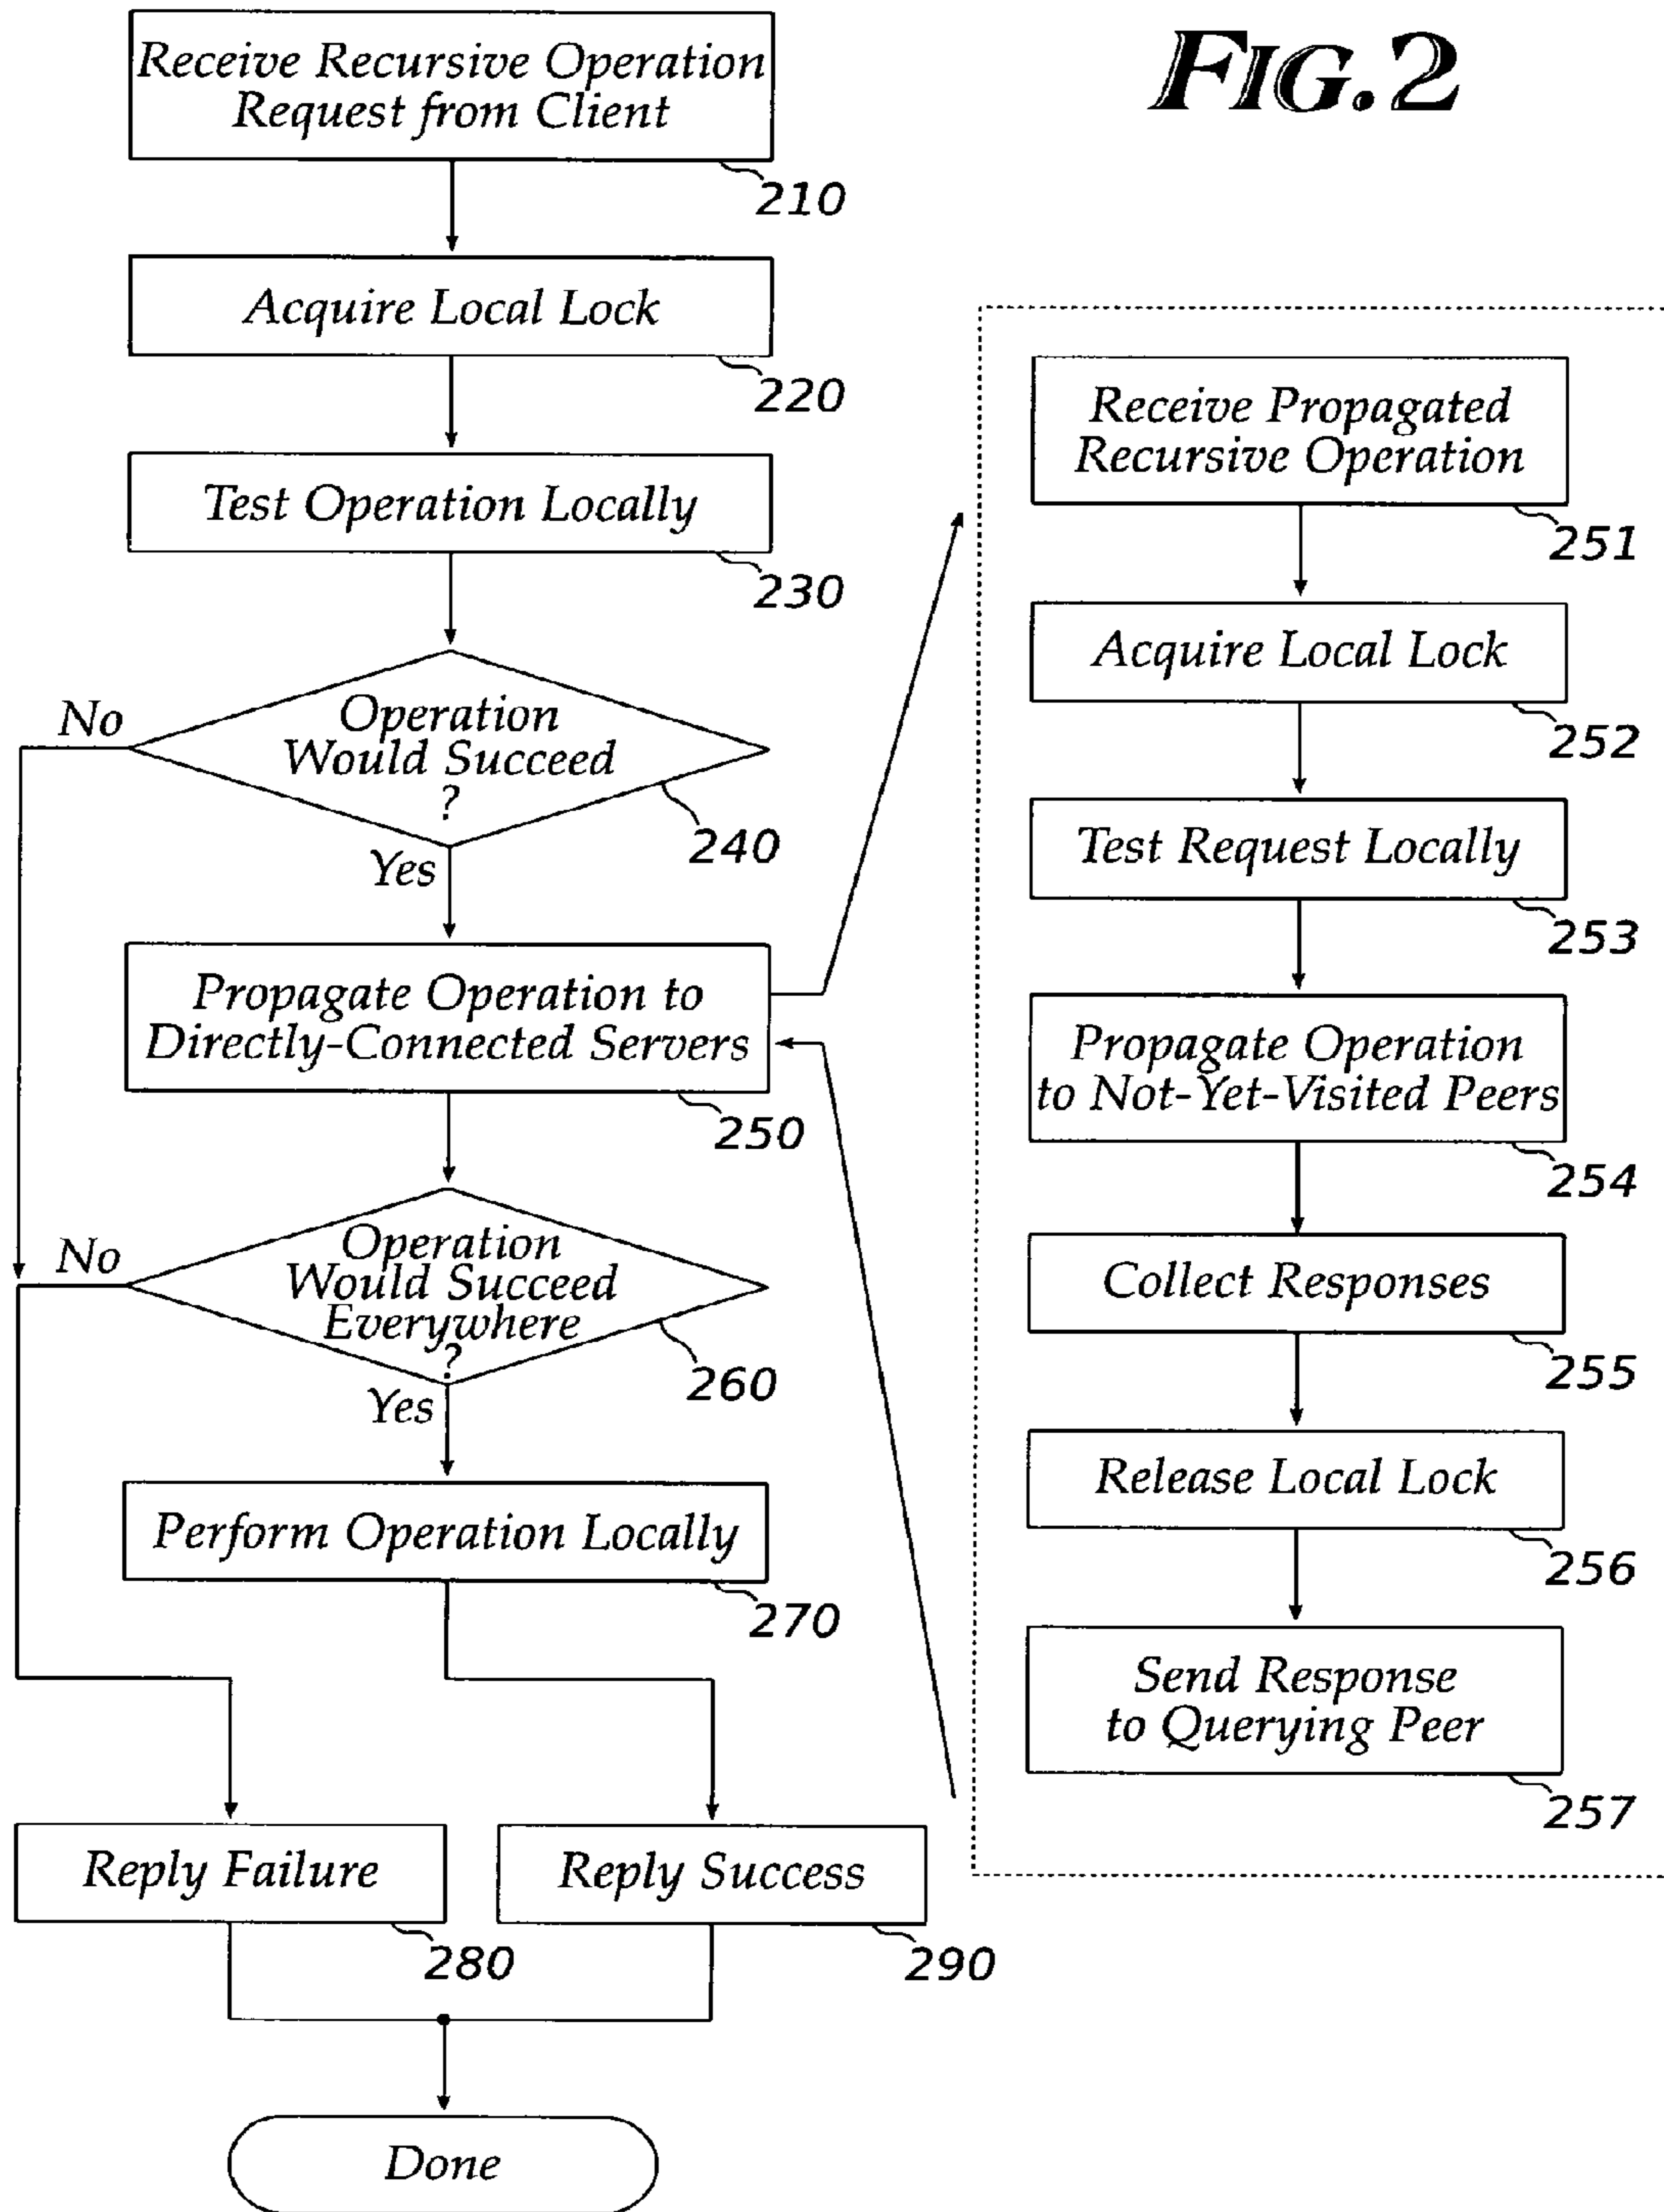 FIG. 2
Receive Recursive Operation
Request from Client
210
Acquire Local Lock
220
Test Operation Locally
230
Operation
Would Succeed
?
No
240
Yes
Propagate Operation to
Directly-Connected Servers
250
Operation
Would Succeed
Everywhere
?
No
260
Yes
Perform Operation Locally
270
Reply Failure
280
Reply Success
290
Done
Receive Propagated
Recursive Operation
251
Acquire Local Lock
252
Test Request Locally
253
Propagate Operation
to Not-Yet-Visited Peers
254
Collect Responses
255
Release Local Lock
256
Send Response
to Querying Peer
257